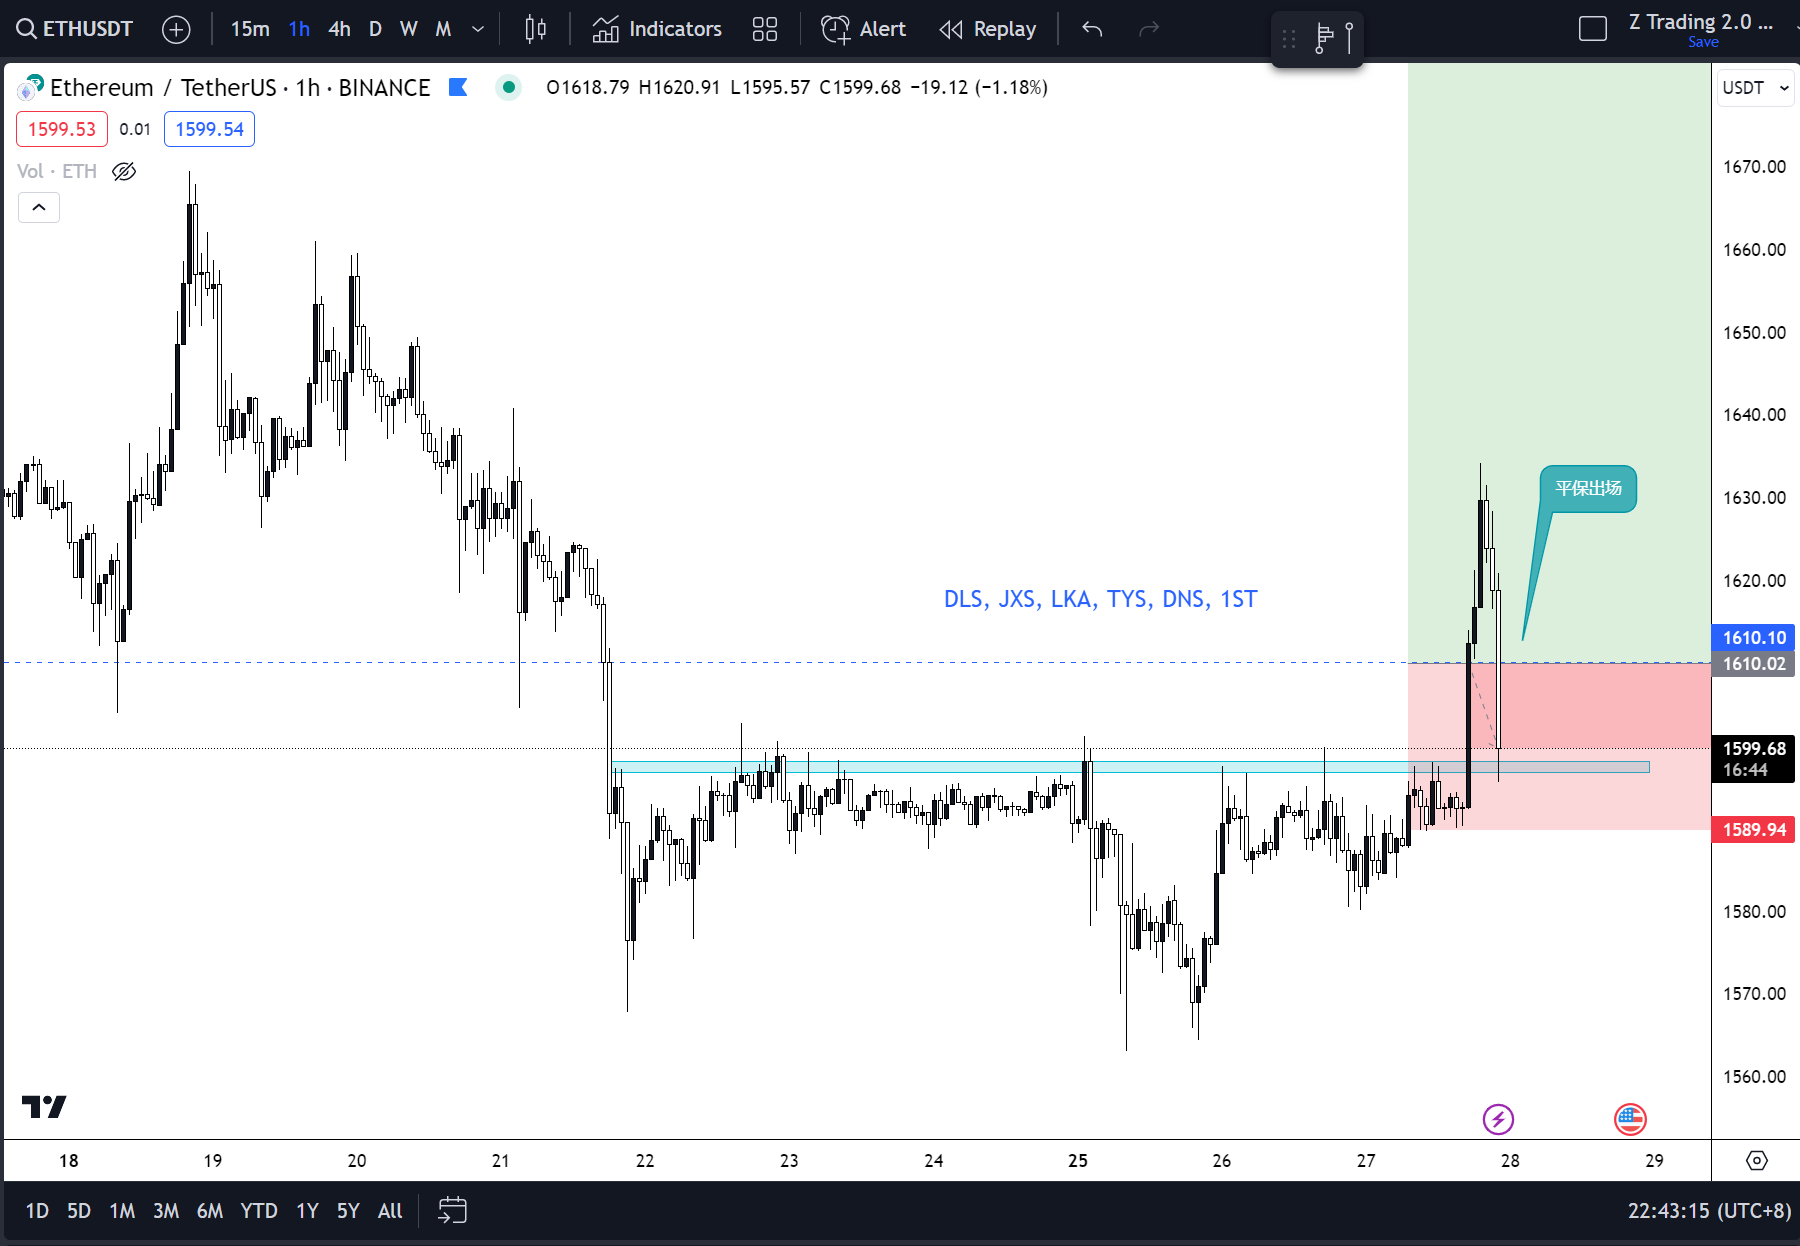 ETHUSDT 15m 1h 4h D W M Indicators Alert Replay Z Trading 2.0 ...
Save
Ethereum / TetherUS · 1h · BINANCE O1618.79 H1620.91 L1595.57 C1599.68 −19.12 (−1.18%)
USDT
1599.53 0.01 1599.54
Vol · ETH
1670.00
1660.00
1650.00
1640.00
平保出场
1630.00
1620.00
DLS, JXS, LKA, TYS, DNS, 1ST
1610.10
1610.02
1599.68
16:44
1589.94
1580.00
1570.00
1560.00
18 19 20 21 22 23 24 25 26 27 28 29
1D 5D 1M 3M 6M YTD 1Y 5Y All 22:43:15 (UTC+8)